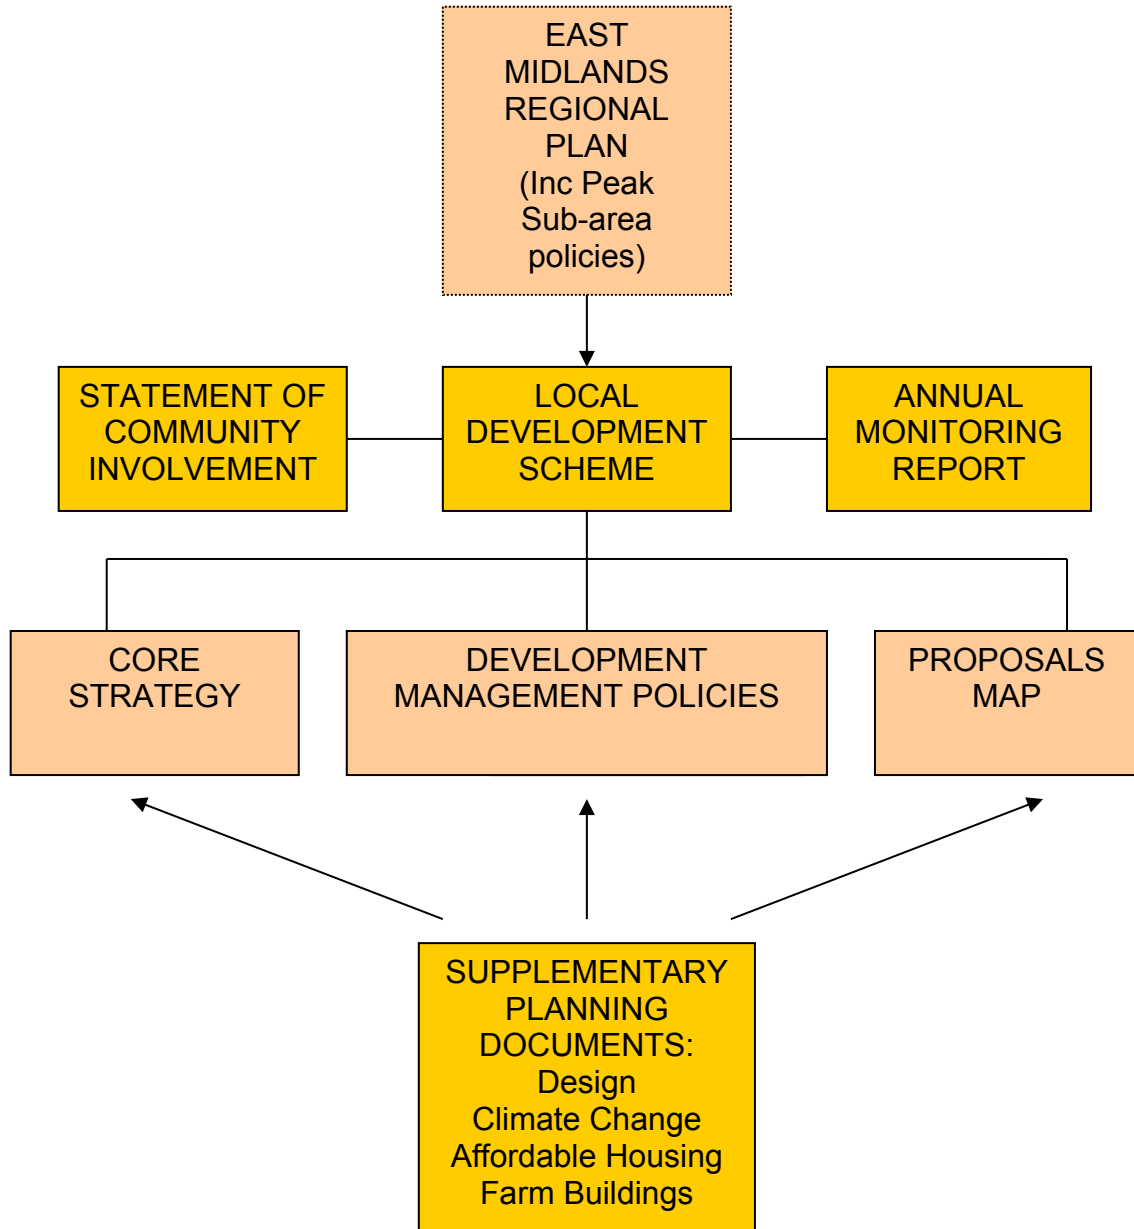 EAST
MIDLANDS
REGIONAL
PLAN
(Inc Peak
Sub-area
policies)
STATEMENT OF
COMMUNITY
INVOLVEMENT
LOCAL
DEVELOPMENT
SCHEME
ANNUAL
MONITORING
REPORT
CORE
STRATEGY
DEVELOPMENT
MANAGEMENT POLICIES
PROPOSALS
MAP
SUPPLEMENTARY
PLANNING
DOCUMENTS:
Design
Climate Change
Affordable Housing
Farm Buildings